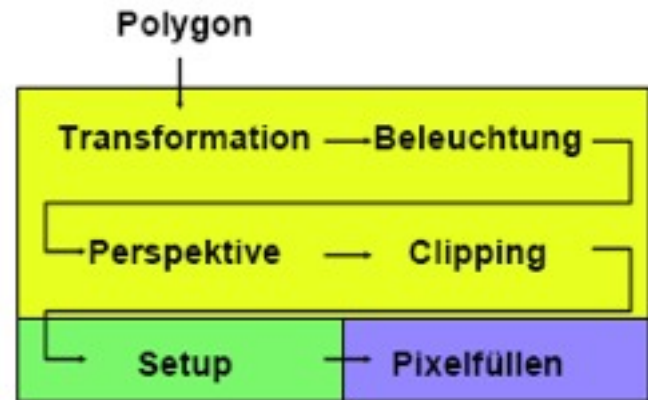 Polygon
Transformation Beleuchtung
Perspektive Clipping
Setup Pixelfüllen